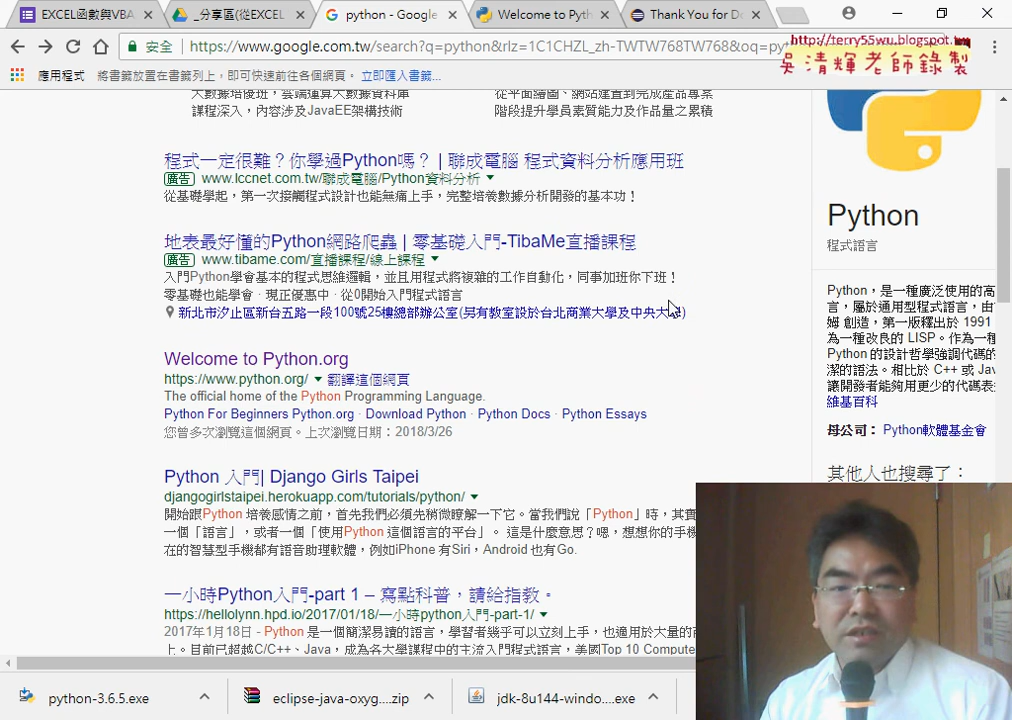 EXCEL函數與VBA
_分享區(從EXCEL
python - Google
Welcome to Pyth
Thank You for Do
安全 https://www.google.com.tw/search?q=python&rlz=1C1CHZL_zh-TWTW768TW768&oq=py
http://terry55wu.blogspot.tw
吳清輝老師錄製
應用程式 將書籤放置在書籤列上，即可快速前往各個網頁。 立即匯入書籤...
大數據培優班，雲端運算大數據資料庫
課程深入，內容涉及JavaEE架構技術
從平面繪圖、網站建置到完成產品專案
階段提升學員素質能力及作品量之累積
程式一定很難？你學過Python嗎？ | 聯成電腦 程式資料分析應用班
廣告 www.lccnet.com.tw/聯成電腦/Python資料分析
從基礎學起，第一次接觸程式設計也能無痛上手，完整培養數據分析開發的基本功！
地表最好懂的Python網路爬蟲 | 零基礎入門-TibaMe直播課程
廣告 www.tibame.com/直播課程/線上課程
入門Python學會基本的程式思維邏輯，並且用程式將複雜的工作自動化，同事加班你下班！
零基礎也能學會 · 現正優惠中 · 從0開始入門程式語言
新北市汐止區新台五路一段100號25樓總部辦公室(另有教室設於台北商業大學及中央大)
Welcome to Python.org
https://www.python.org/ 翻譯這個網頁
The official home of the Python Programming Language.
Python For Beginners Python.org · Download Python · Python Docs · Python Essays
您曾多次瀏覽這個網頁。上次瀏覽日期：2018/3/26
Python 入門| Django Girls Taipei
djangogirlstaipei.herokuapp.com/tutorials/python/
開始跟Python 培養感情之前，首先我們必須先稍微瞭解一下它。當我們說「Python」時，其實
一個「語言」，或者一個「使用Python 這個語言的平台」。 這是什麼意思？嗯，想想你的手機
在的智慧型手機都有語音助理軟體，例如iPhone 有Siri，Android 也有Go.
一小時Python入門-part 1 – 寫點科普，請給指教。
https://hellolynn.hpd.io/2017/01/18/一小時python入門-part-1/
2017年1月18日 - Python 是一個簡潔易讀的語言，學習者幾乎可以立刻上手，也適用於大量的
上。目前已超越C/C++、Java，成為各大學課程中的主流入門程式語言，美國Top 10 Compute
Python
程式語言
Python，是一種廣泛使用的高
言，屬於通用型程式語言，由
姆 創造，第一版釋出於 1991
為一種改良的 LISP。作為一種
Python 的設計哲學強調代碼的
潔的語法。相比於 C++ 或 Jav
讓開發者能夠用更少的代碼表
維基百科
母公司： Python軟體基金會
其他人也搜尋了：
python-3.6.5.exe
eclipse-java-oxyg....zip
jdk-8u144-windo....exe